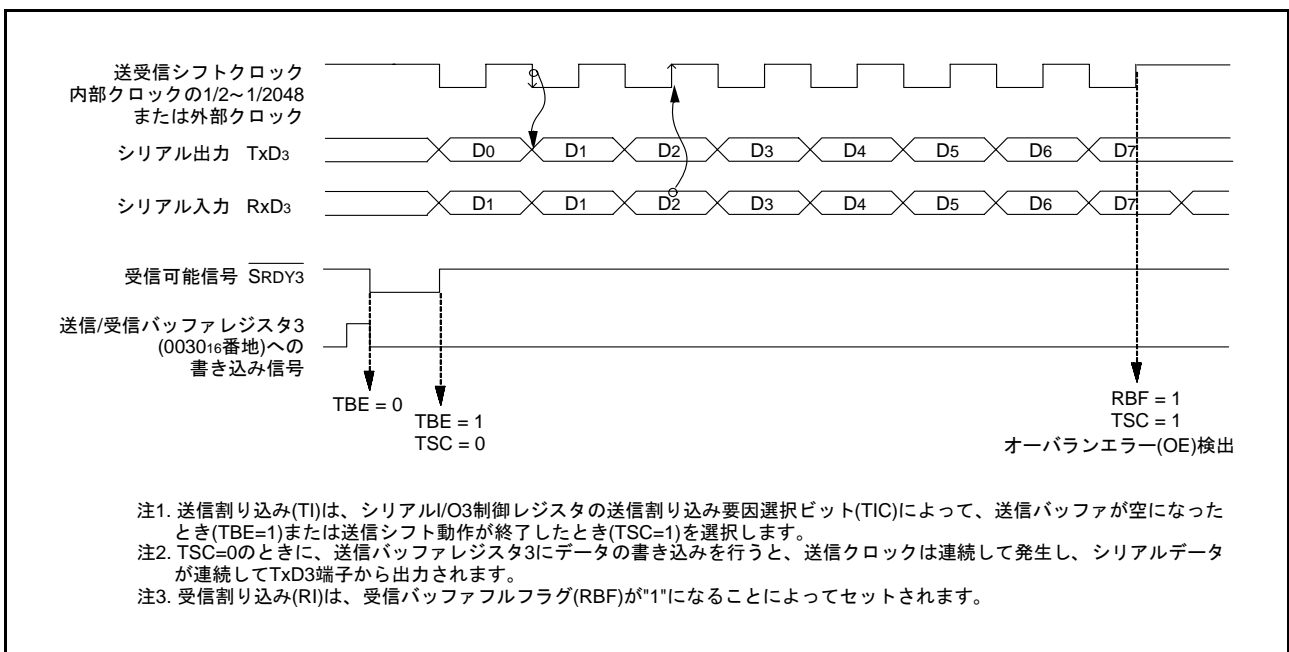 送受信シフトクロック
内部クロックの1/2~1/2048
または外部クロック
シリアル出力 TxD3
D0 D1 D2 D3 D4 D5 D6 D7
シリアル入力 RxD3
D1 D1 D2 D3 D4 D5 D6 D7
受信可能信号 SRDY3
送信/受信バッファレジスタ3
(003016番地)への
書き込み信号
TBE = 0
TBE = 1
TSC = 0
RBF = 1
TSC = 1
オーバランエラー(OE)検出
注1. 送信割り込み(TI)は、シリアルI/O3制御レジスタの送信割り込み要因選択ビット(TIC)によって、送信バッファが空になった
とき(TBE=1)または送信シフト動作が終了したとき(TSC=1)を選択します。
注2. TSC=0のときに、送信バッファレジスタ3にデータの書き込みを行うと、送信クロックは連続して発生し、シリアルデータ
が連続してTxD3端子から出力されます。
注3. 受信割り込み(RI)は、受信バッファフルフラグ(RBF)が"1"になることによってセットされます。